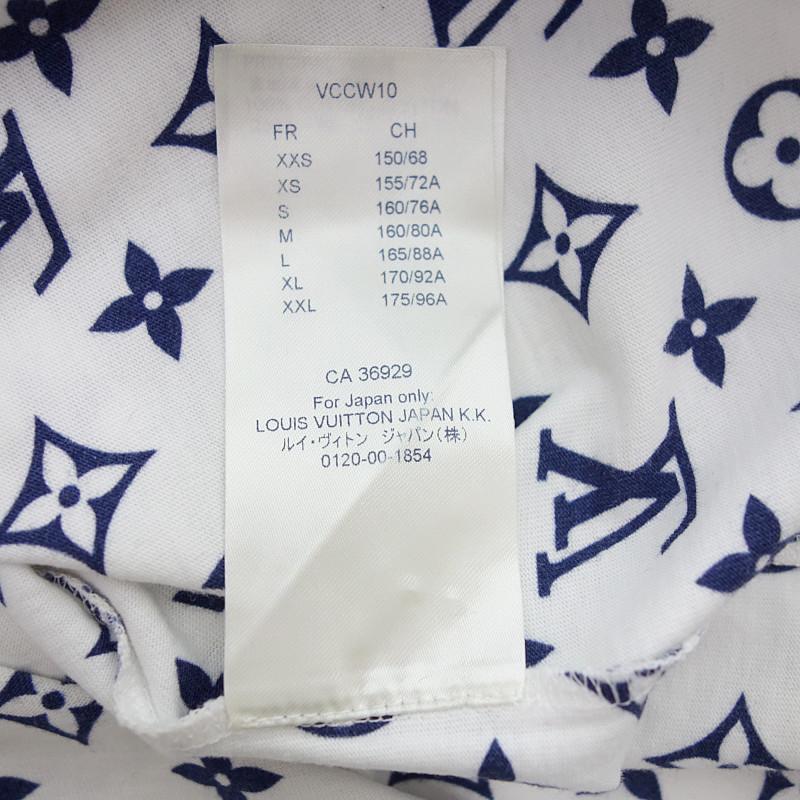 VCCW10
FR CH
XXS 150/68
XS 155/72A
S 160/76A
M 160/80A
L 165/88A
XL 170/92A
XXL 175/96A
CA 36929
For Japan only:
LOUIS VUITTON JAPAN K.K.
ルイ・ヴィトン ジャパン(株)
0120-00-1854
LV